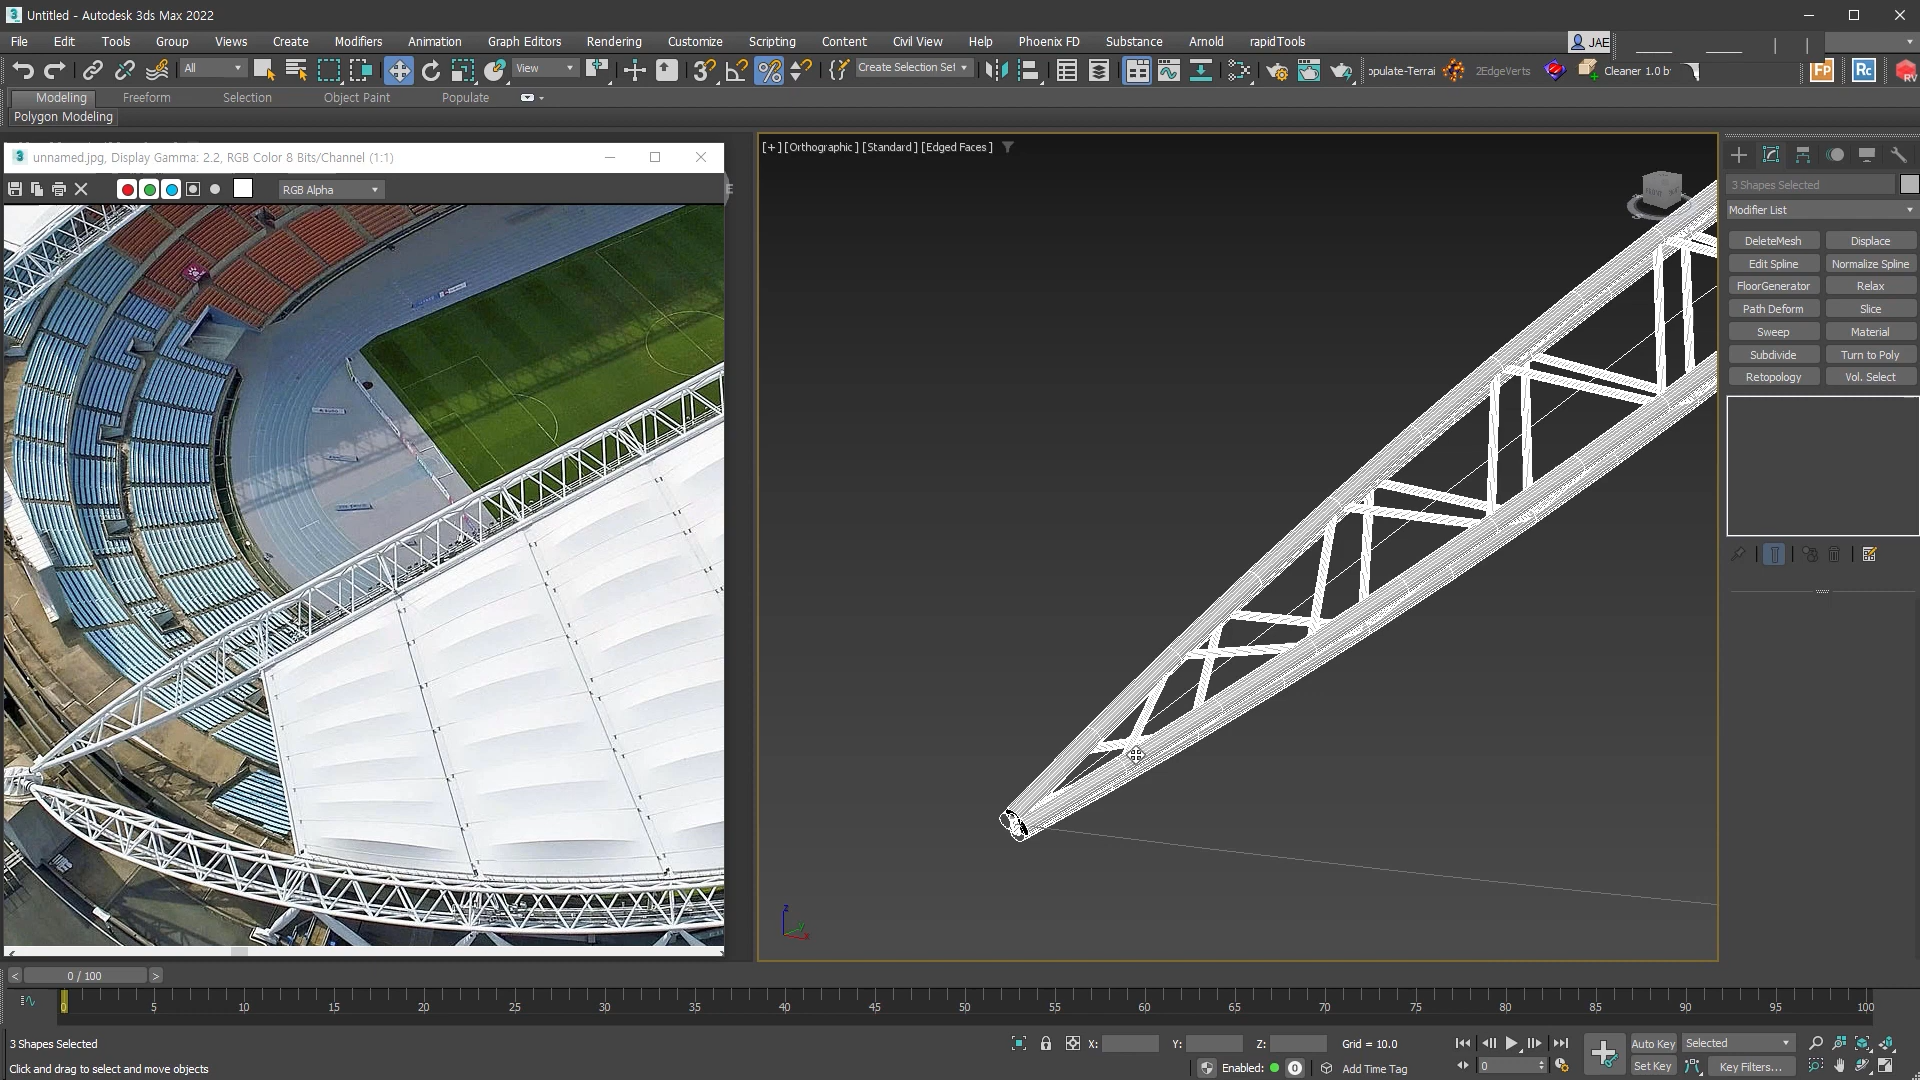 Untitled - Autodesk 3ds Max 2022
File Edit Tools Group Views Create Modifiers Animation Graph Editors Rendering Customize Scripting Content Civil View Help Phoenix FD Substance Arnold rapidTools JAE
All View Create Selection Set opulate-Terrai 2EdgeVerts Cleaner 1.0 b Fp Rc RV
Modeling Freeform Selection Object Paint Populate
Polygon Modeling
unnamed.jpg, Display Gamma: 2.2, RGB Color 8 Bits/Channel (1:1)
RGB Alpha
[+] [Orthographic] [Standard] [Edged Faces]
3 Shapes Selected
Modifier List
DeleteMesh Displace
Edit Spline Normalize Spline
FloorGenerator Relax
Path Deform Slice
Sweep Material
Subdivide Turn to Poly
Retopology Vol. Select
z
y
x
< 0 / 100 >
0 5 10 15 20 25 30 35 40 45 50 55 60 65 70 75 80 85 90 95 100
3 Shapes Selected X: Y: Z: Grid = 10.0 Auto Key Selected
Click and drag to select and move objects Enabled: 0 Add Time Tag 0 Set Key Key Filters...